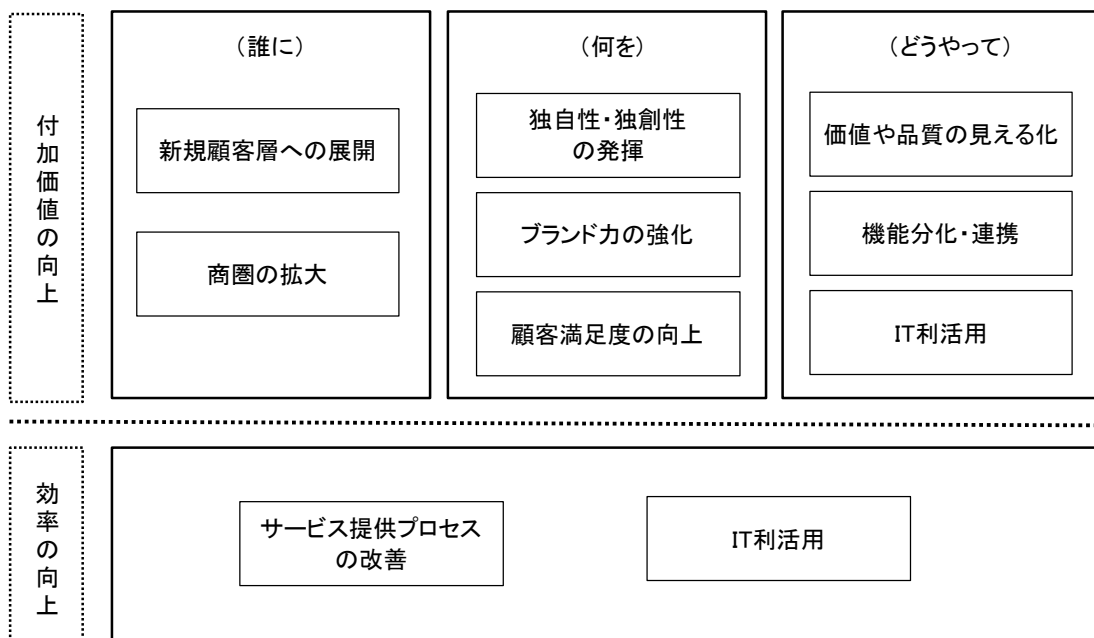 付加価値の向上
（誰に）
新規顧客層への展開
商圏の拡大
（何を）
独自性・独創性
の発揮
ブランド力の強化
顧客満足度の向上
（どうやって）
価値や品質の見える化
機能分化・連携
IT利活用
効率の向上
サービス提供プロセス
の改善
IT利活用